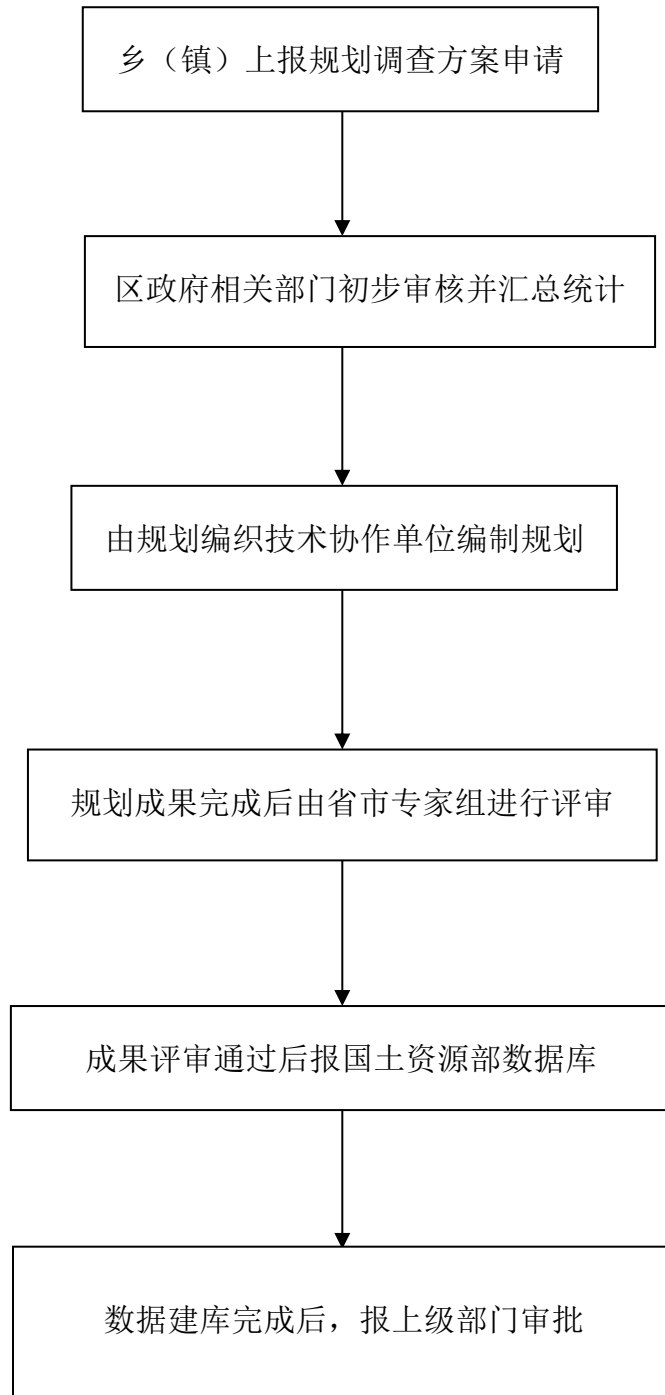 乡（镇）上报规划调查方案申请
区政府相关部门初步审核并汇总统计
由规划编织技术协作单位编制规划
规划成果完成后由省市专家组进行评审
成果评审通过后报国土资源部数据库
数据建库完成后，报上级部门审批